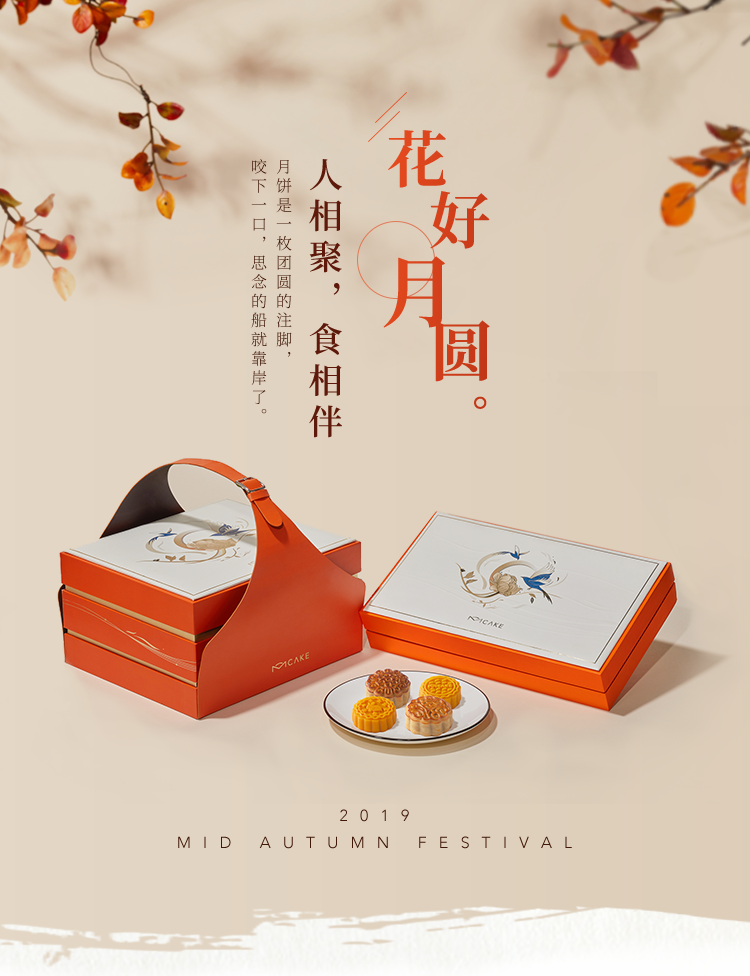 花好月圆。
人相聚，食相伴
月饼是一枚团圆的注脚，
咬下一口，思念的船就靠岸了。
MCAKE
MCAKE
2019
MID AUTUMN FESTIVAL